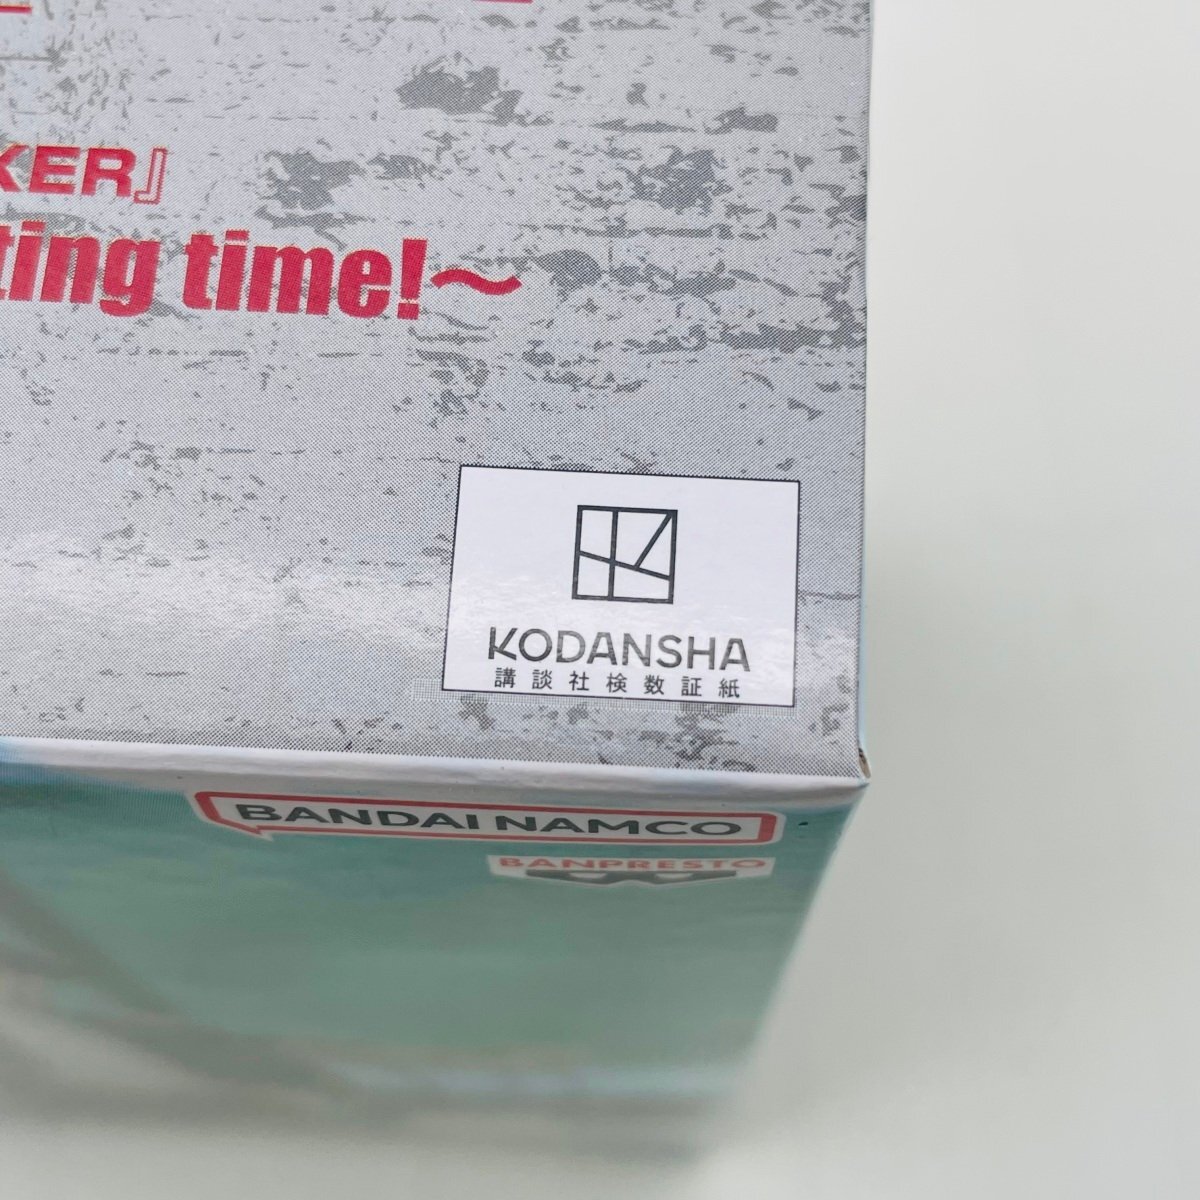 KER』
ting time!～
KODANSHA
講談社検数証紙
BANDAI NAMCO
BANPRESTO